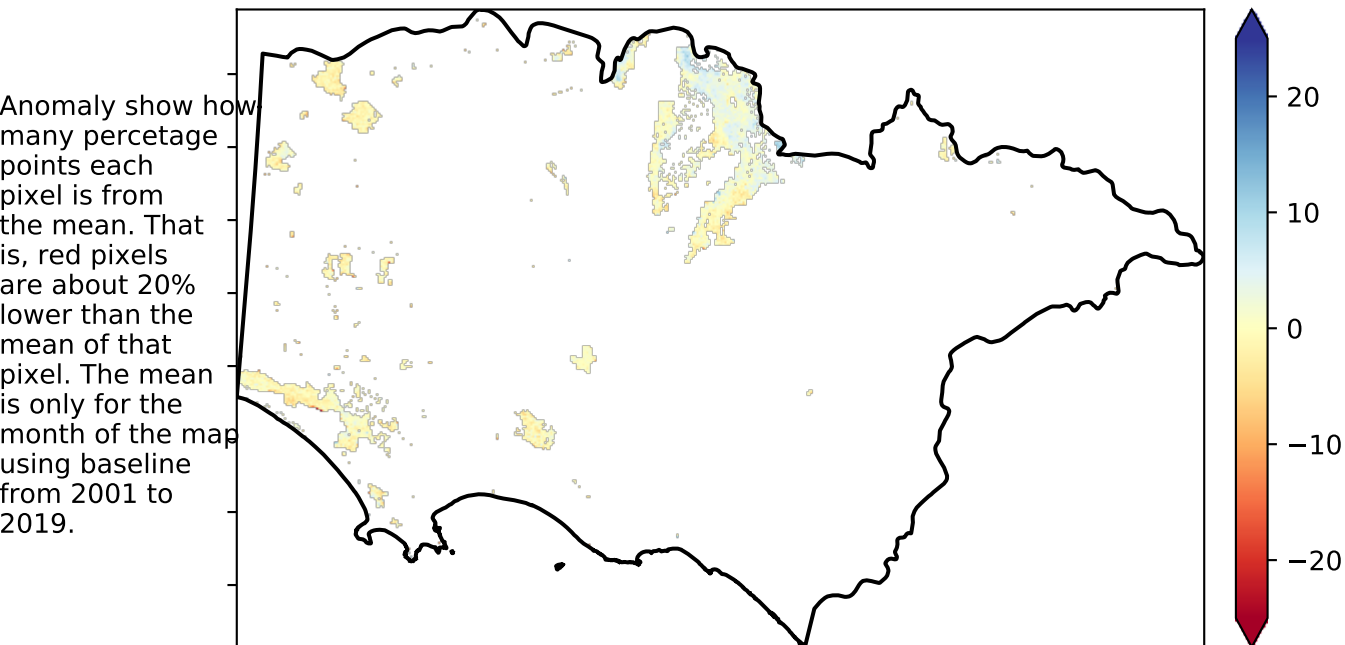 Anomaly show how
many percetage
points each
pixel is from
the mean. That
is, red pixels
are about 20%
lower than the
mean of that
pixel. The mean
is only for the
month of the map
using baseline
from 2001 to
2019.
20
10
0
−10
−20